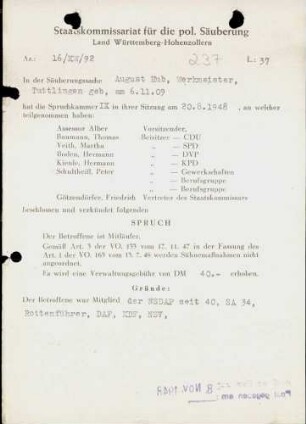 Staatskommissariat für die pol. Säuberung
Land Württemberg-Hohenzollern
237
Az.: 16/XV/92 L: 39
In der Säuberungssache August Hub, Werkmeister,
Tuttlingen geb, am 6.11.09
hat die Spruchkammer IX in ihrer Sitzung am 20.8.1948, an welcher
teilgenommen haben:
Assessor Alber Vorsitzender,
Baumann, Thomas Beisitzer – CDU
Veith, Martha „ – SPD
Boden, Hermann „ – DVP
Kienle, Hermann „ – KPD
Schultheiß, Peter „ – Gewerkschaften
„ – Berufsgruppe
„ – Berufsgruppe
Götzendörfer, Friedrich Vertreter des Staatskommissars
beschlossen und verkündet folgenden
SPRUCH
Der Betroffene ist Mitläufer.
Gemäß Art. 3 der VO. 133 vom 17. 11. 47 in der Fassung des
Art. 1 der VO. 165 vom 13. 7. 48 werden Sühnemaßnahmen nicht
angeordnet.
Es wird eine Verwaltungsgebühr von DM 40.– erhoben.
Gründe:
Der Betroffene war Mitglied der NSDAP seit 40, SA 34,
Rottenführer, DAF, KBF, NSV,